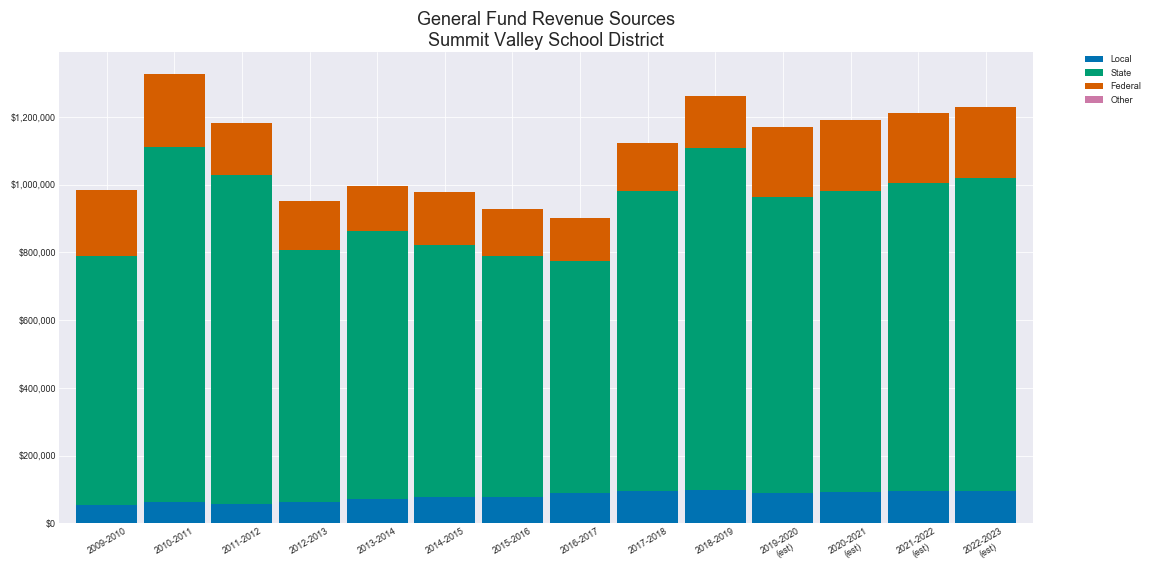 General Fund Revenue Sources
Summit Valley School District
Local
State
Federal
Other
$1,200,000
$1,000,000
$800,000
$600,000
$400,000
$200,000
$0
2009-2010
2010-2011
2011-2012
2012-2013
2013-2014
2014-2015
2015-2016
2016-2017
2017-2018
2018-2019
2019-2020
(est)
2020-2021
(est)
2021-2022
(est)
2022-2023
(est)